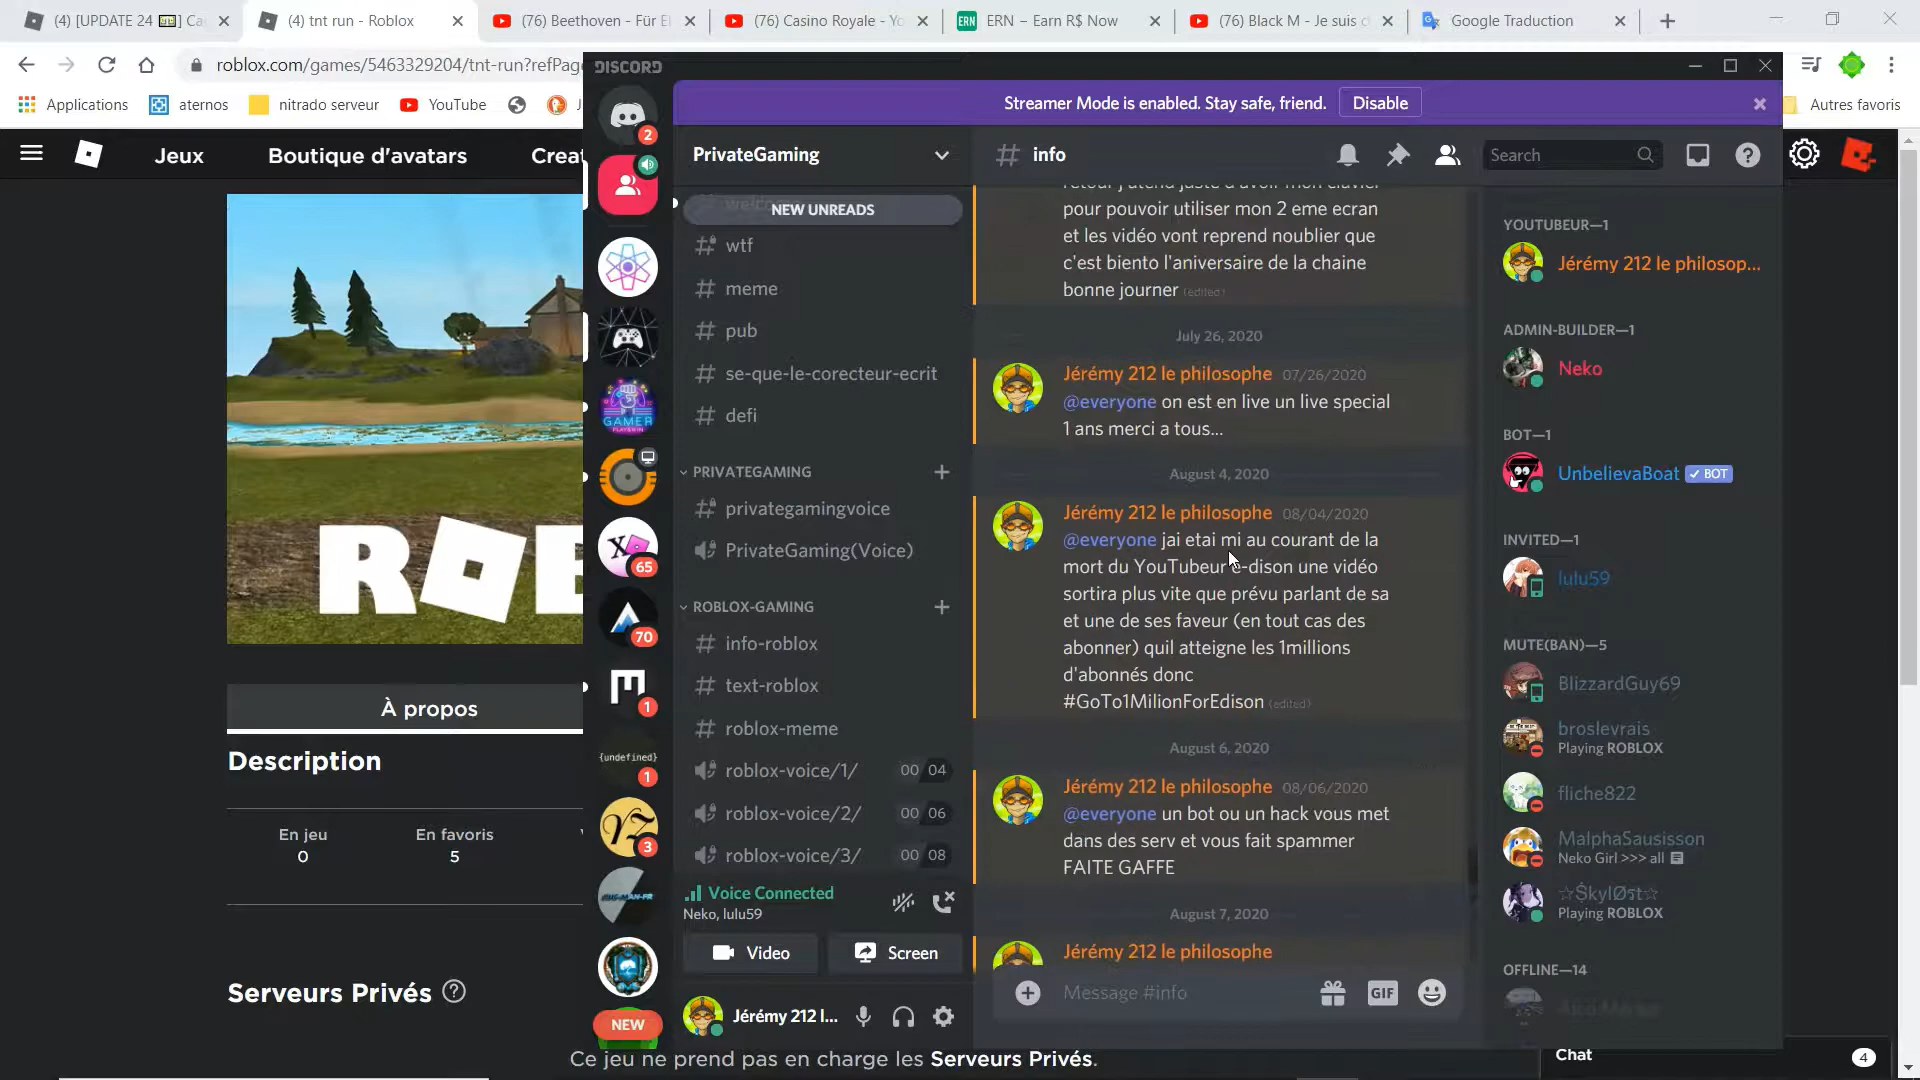 (4) [UPDATE 24
(4) tnt run - Roblox
(76) Beethoven - Für El
(76) Casino Royale - Yo
ERN – Earn R$ Now
(76) Black M - Je suis c
Google Traduction
roblox.com/games/5463329204/tnt-run?refPage
Applications
aternos
nitrado serveur
YouTube
Autres favoris
Jeux
Boutique d'avatars
Creat
À propos
Description
En jeu
En favoris
0
5
Serveurs Privés
Ce jeu ne prend pas en charge les Serveurs Privés.
Chat
4
DISCORD
Streamer Mode is enabled. Stay safe, friend.
Disable
2
GAMER
65
70
1
{undefined}
1
3
NEW
PrivateGaming
NEW UNREADS
wtf
meme
pub
se-que-le-corecteur-ecrit
defi
PRIVATEGAMING
privategamingvoice
PrivateGaming(Voice)
ROBLOX-GAMING
info-roblox
text-roblox
roblox-meme
roblox-voice/1/ 00 04
roblox-voice/2/ 00 06
roblox-voice/3/ 00 08
Voice Connected
Neko, lulu59
Video
Screen
Jérémy 212 l...
# info
Search
retour j'atend juste d'avoir mon clavier
pour pouvoir utiliser mon 2 eme ecran
et les vidéo vont reprend noublier que
c'est biento l'aniversaire de la chaine
bonne journer (edited)
July 26, 2020
Jérémy 212 le philosophe 07/26/2020
@everyone on est en live un live special
1 ans merci a tous...
August 4, 2020
Jérémy 212 le philosophe 08/04/2020
@everyone jai etai mi au courant de la
mort du YouTubeur e-dison une vidéo
sortira plus vite que prévu parlant de sa
et une de ses faveur (en tout cas des
abonner) quil atteigne les 1millions
d'abonnés donc
#GoTo1MilionForEdison (edited)
August 6, 2020
Jérémy 212 le philosophe 08/06/2020
@everyone un bot ou un hack vous met
dans des serv et vous fait spammer
FAITE GAFFE
August 7, 2020
Jérémy 212 le philosophe
Message #info
GIF
YOUTUBEUR—1
Jérémy 212 le philosop...
ADMIN-BUILDER—1
Neko
BOT—1
UnbelievaBoat ✓ BOT
INVITED—1
lulu59
MUTE(BAN)—5
BlizzardGuy69
broslevrais
Playing ROBLOX
fliche822
MalphaSausisson
Neko Girl >>> all
☆ŠkylØst☆
Playing ROBLOX
OFFLINE—14